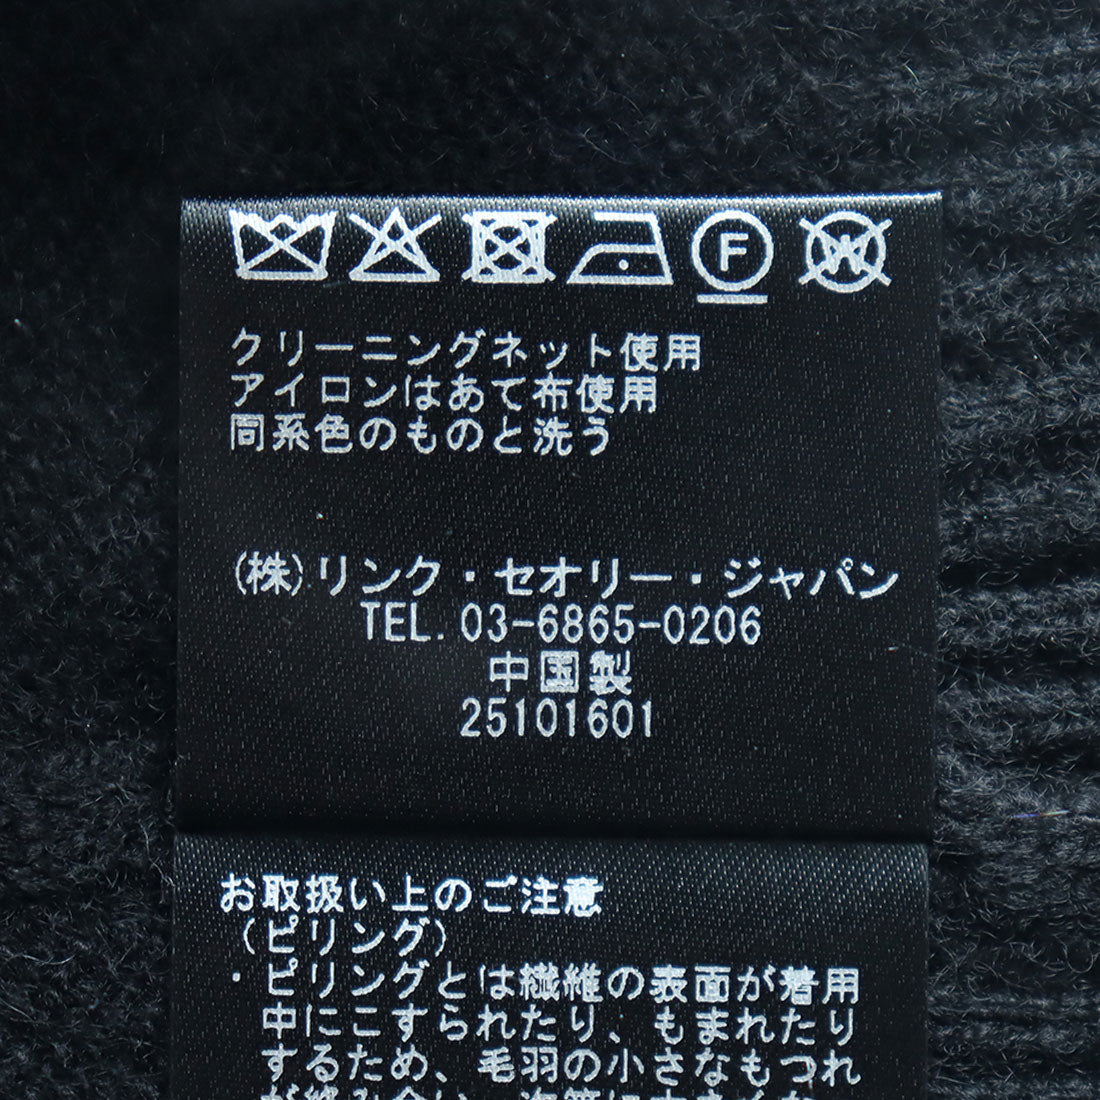 F
W
クリーニングネット使用
アイロンはあて布使用
同系色のものと洗う
(株)リンク・セオリー・ジャパン
TEL. 03-6865-0206
中国製
25101601
お取扱い上のご注意
(ピリング)
・ピリングとは繊維の表面が着用
中にこすられたり、もまれたり
するため、毛羽の小さなもつれ